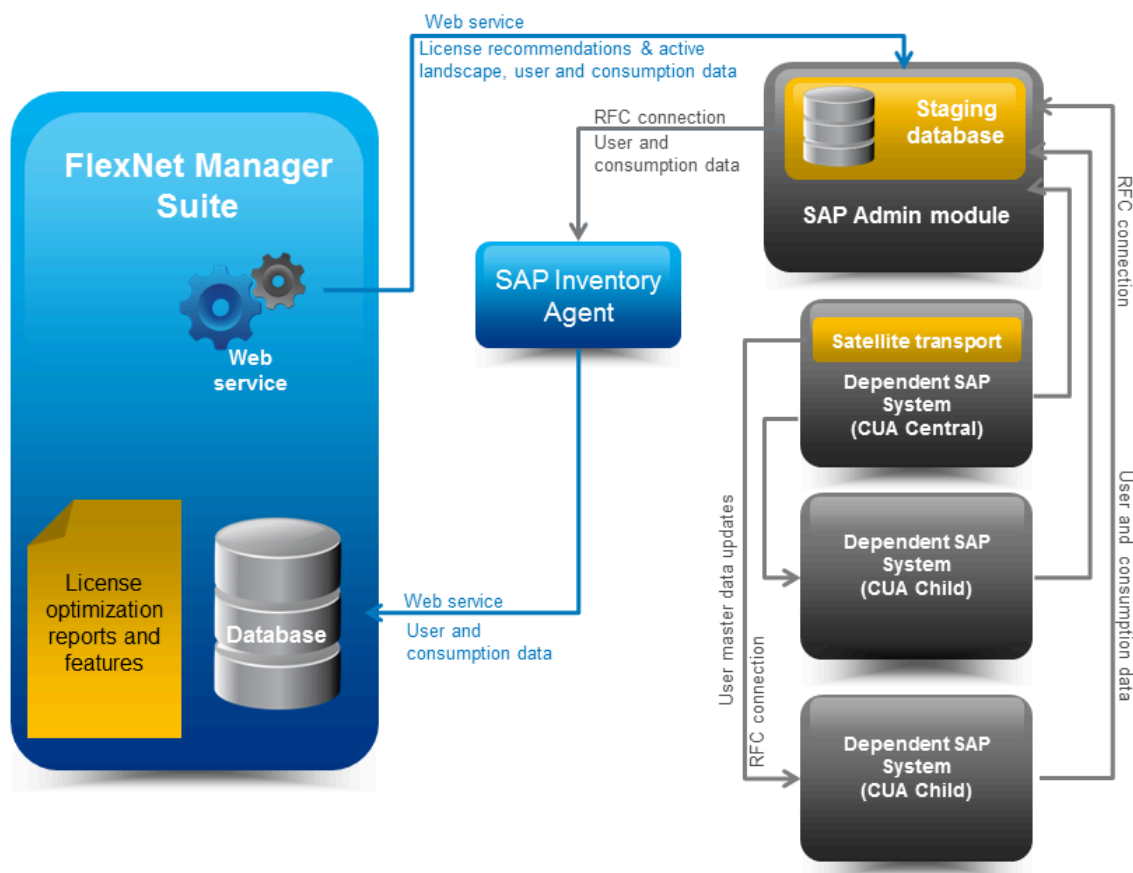 Web service
License recommendations & active
landscape, user and consumption data
FlexNet Manager
Suite
Web
service
License
optimization
reports and
features
Database
RFC connection
User and
consumption data
SAP Inventory
Agent
Web service
User and
consumption data
Staging
database
SAP Admin module
Satellite transport
Dependent SAP
System
(CUA Central)
Dependent SAP
System
(CUA Child)
Dependent SAP
System
(CUA Child)
User master data updates
RFC connection
RFC connection
User and consumption data